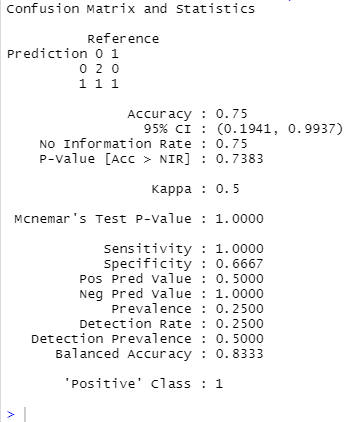 Confusion Matrix and Statistics
Reference
Prediction 0 1
0 2 0
1 1 1
Accuracy : 0.75
95% CI : (0.1941, 0.9937)
No Information Rate : 0.75
P-Value [Acc > NIR] : 0.7383
Kappa : 0.5
Mcnemar's Test P-Value : 1.0000
Sensitivity : 1.0000
Specificity : 0.6667
Pos Pred Value : 0.5000
Neg Pred Value : 1.0000
Prevalence : 0.2500
Detection Rate : 0.2500
Detection Prevalence : 0.5000
Balanced Accuracy : 0.8333
'Positive' Class : 1
>